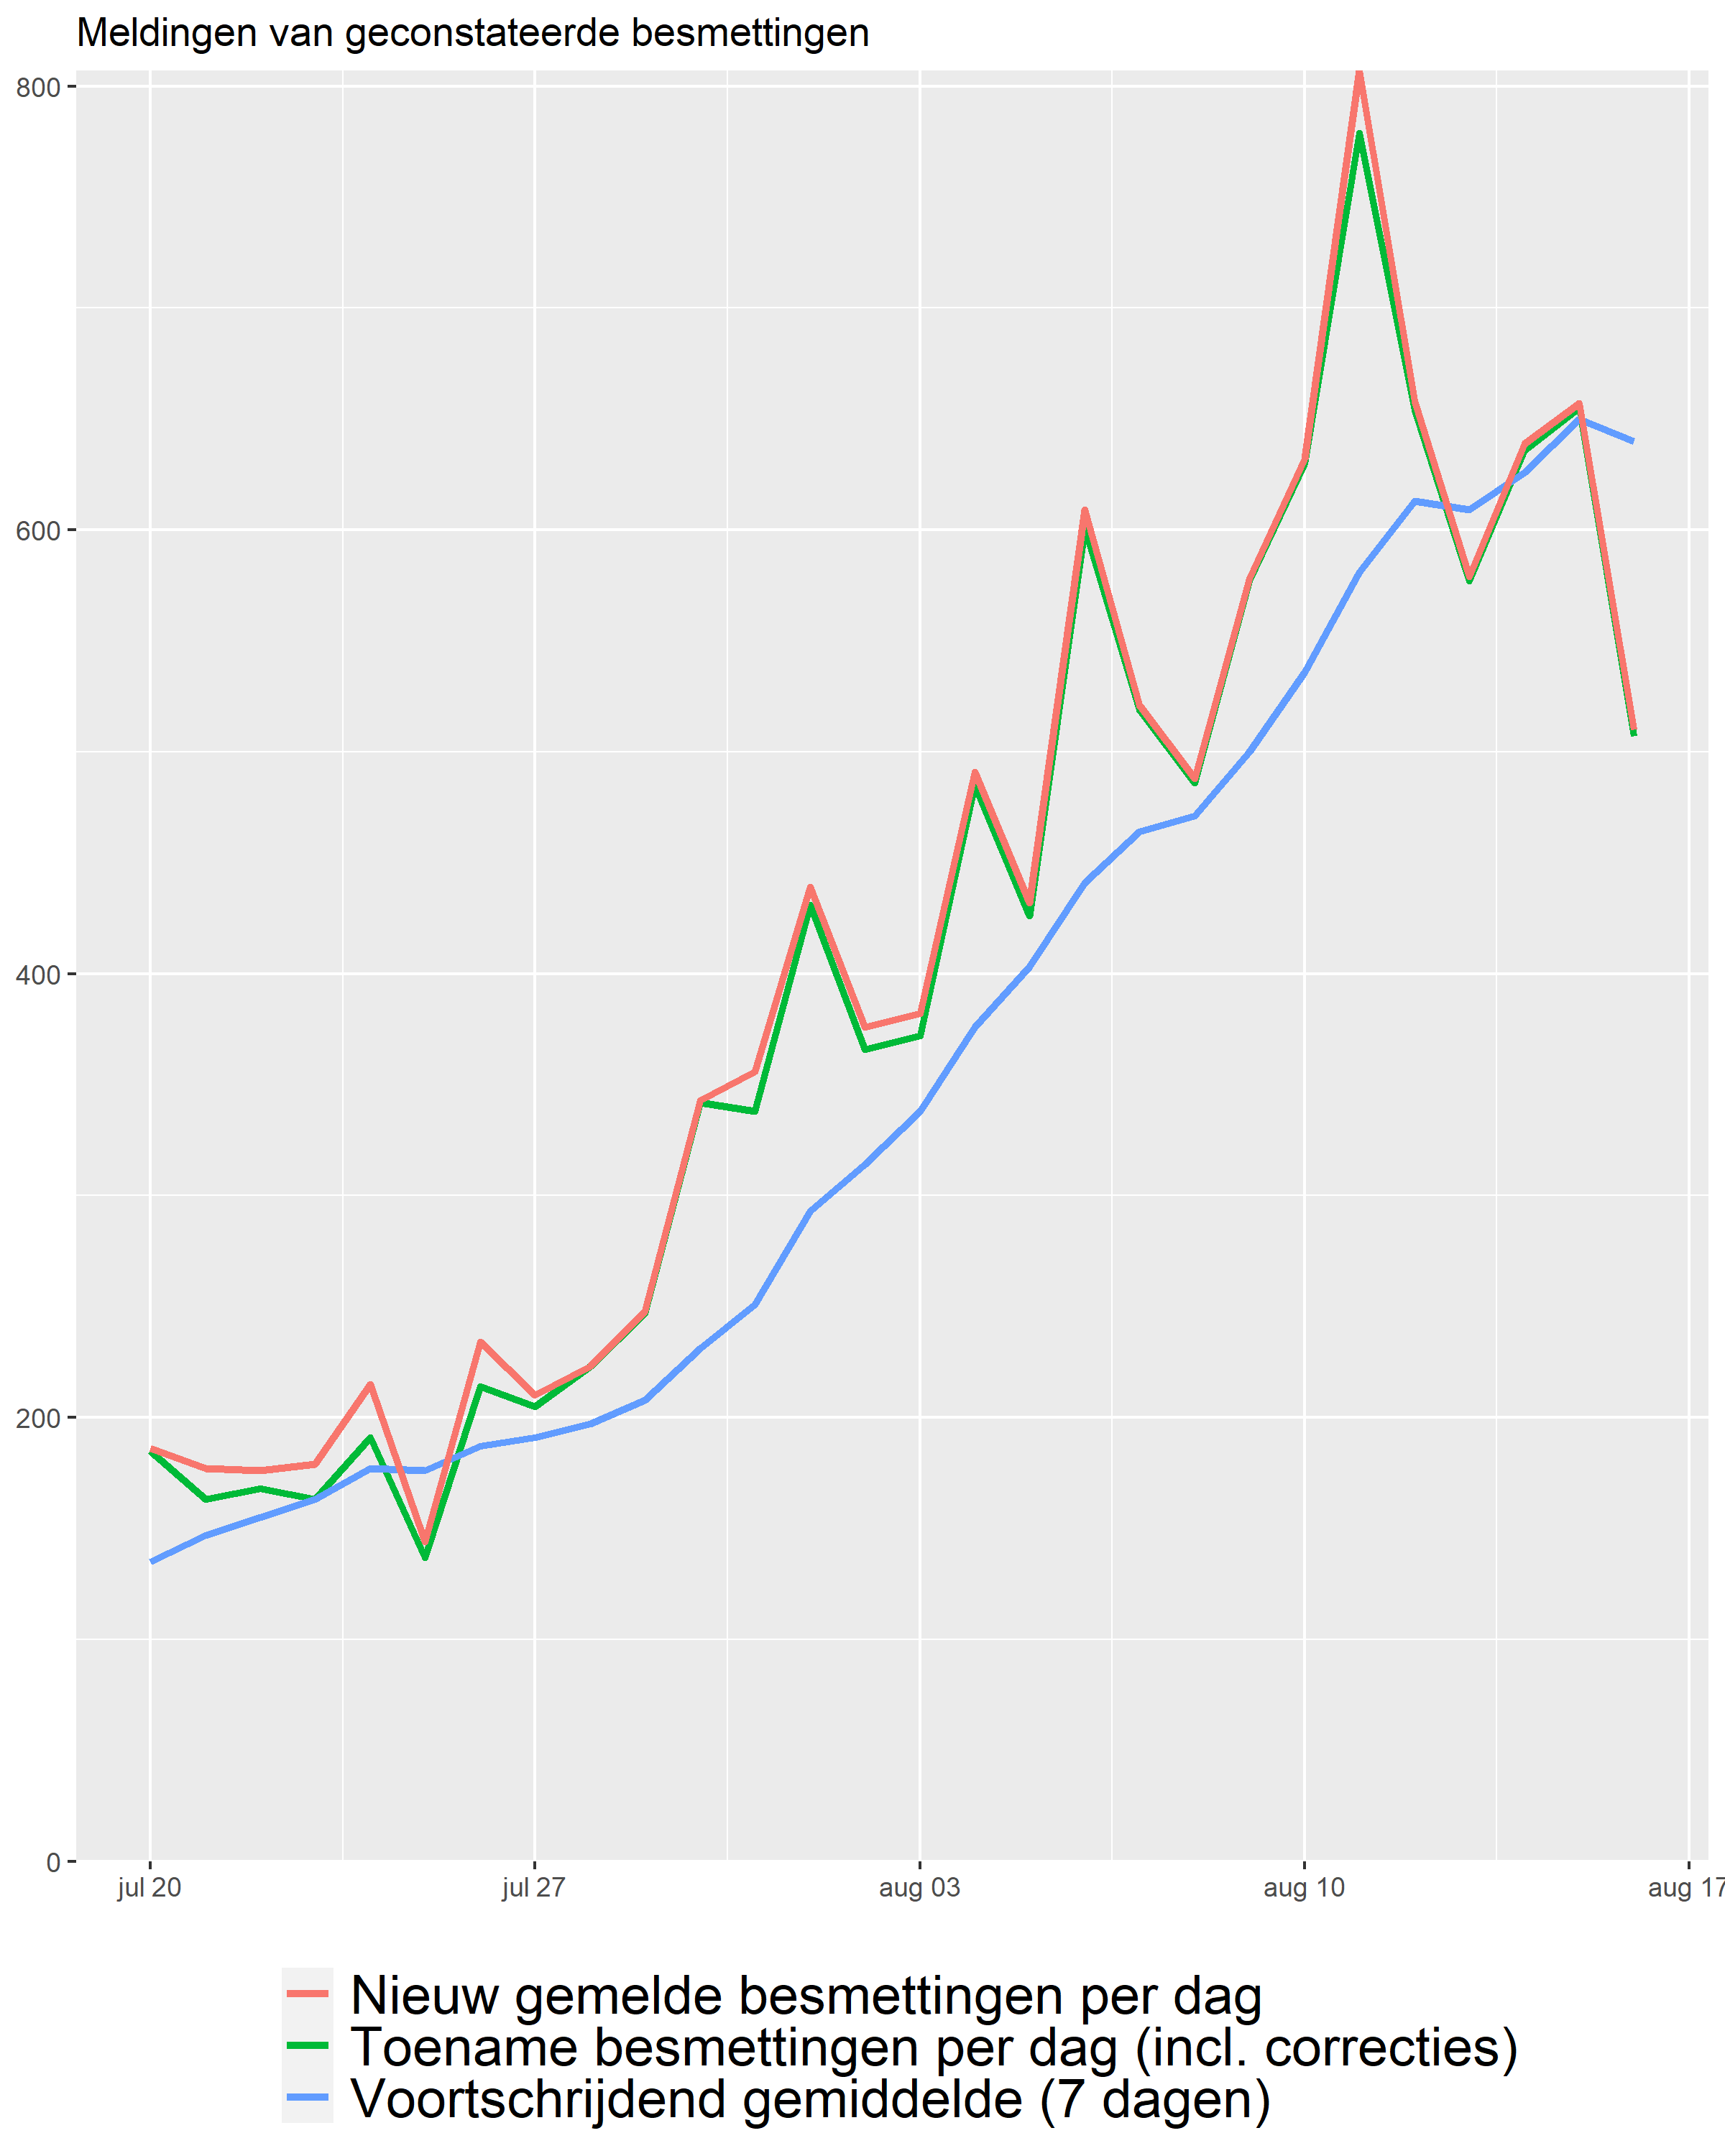 Meldingen van geconstateerde besmettingen
800
600
400
200
0
jul 20 jul 27 aug 03 aug 10 aug 17
Nieuw gemelde besmettingen per dag
Toename besmettingen per dag (incl. correcties)
Voortschrijdend gemiddelde (7 dagen)